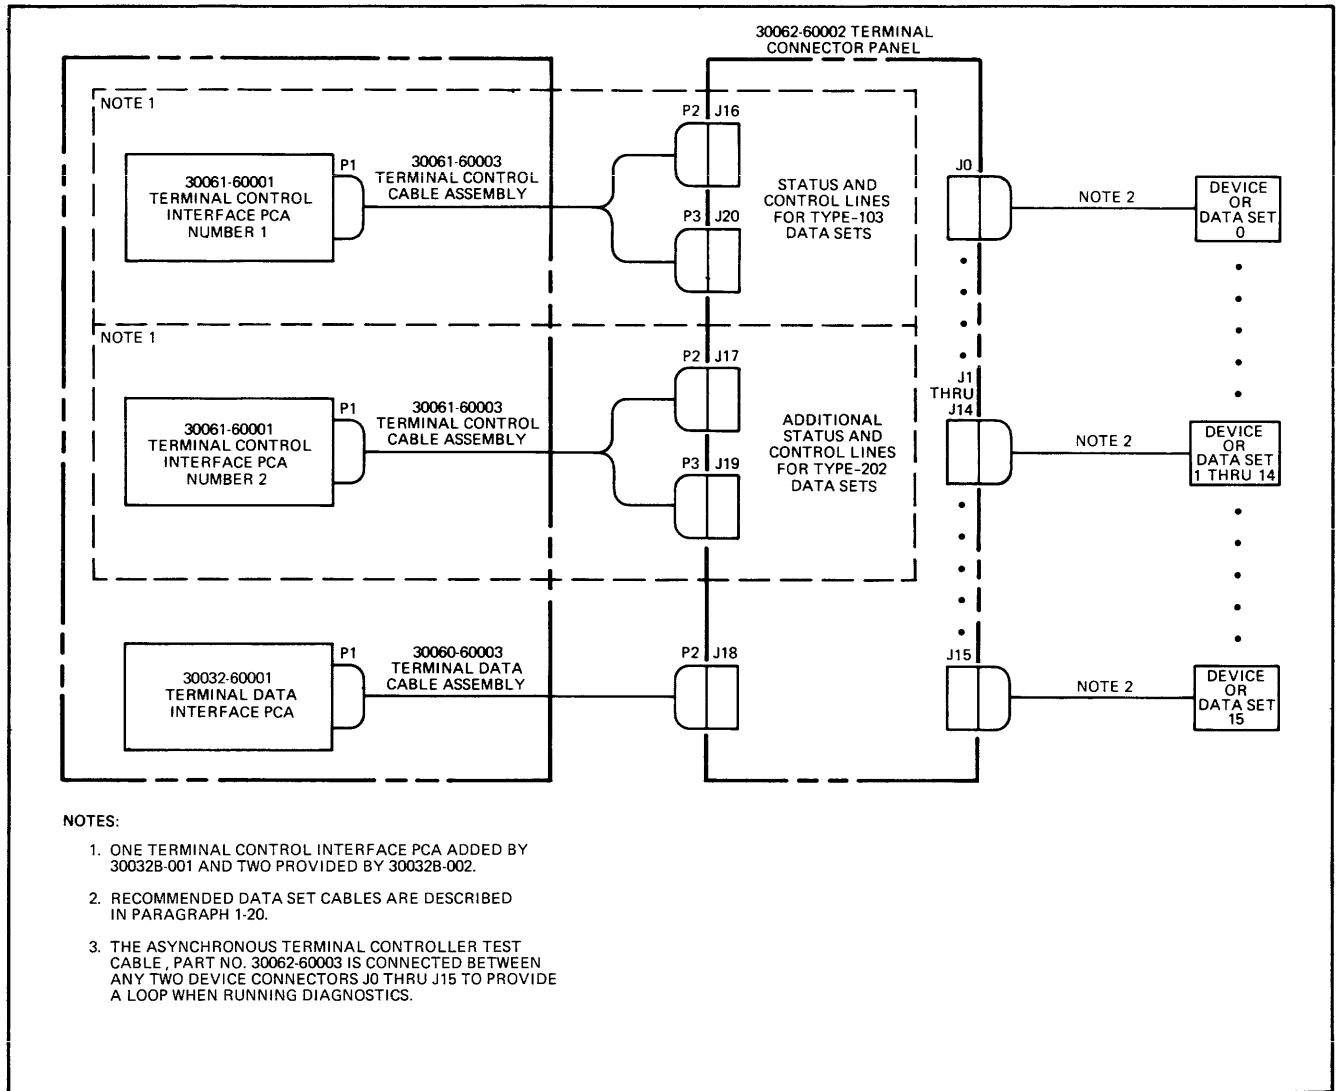 30062-60002 TERMINAL
CONNECTOR PANEL
NOTE 1
30061-60001
TERMINAL CONTROL
INTERFACE PCA
NUMBER 1
P1
30061-60003
TERMINAL CONTROL
CABLE ASSEMBLY
P2 J16
P3 J20
STATUS AND
CONTROL LINES
FOR TYPE-103
DATA SETS
J0
NOTE 2
DEVICE
OR
DATA SET
0
NOTE 1
30061-60001
TERMINAL CONTROL
INTERFACE PCA
NUMBER 2
P1
30061-60003
TERMINAL CONTROL
CABLE ASSEMBLY
P2 J17
P3 J19
ADDITIONAL
STATUS AND
CONTROL LINES
FOR TYPE-202
DATA SETS
J1
THRU
J14
NOTE 2
DEVICE
OR
DATA SET
1 THRU 14
30032-60001
TERMINAL DATA
INTERFACE PCA
P1
30060-60003
TERMINAL DATA
CABLE ASSEMBLY
P2 J18
J15
NOTE 2
DEVICE
OR
DATA SET
15
NOTES:
1. ONE TERMINAL CONTROL INTERFACE PCA ADDED BY
30032B-001 AND TWO PROVIDED BY 30032B-002.
2. RECOMMENDED DATA SET CABLES ARE DESCRIBED
IN PARAGRAPH 1-20.
3. THE ASYNCHRONOUS TERMINAL CONTROLLER TEST
CABLE, PART NO. 30062-60003 IS CONNECTED BETWEEN
ANY TWO DEVICE CONNECTORS J0 THRU J15 TO PROVIDE
A LOOP WHEN RUNNING DIAGNOSTICS.